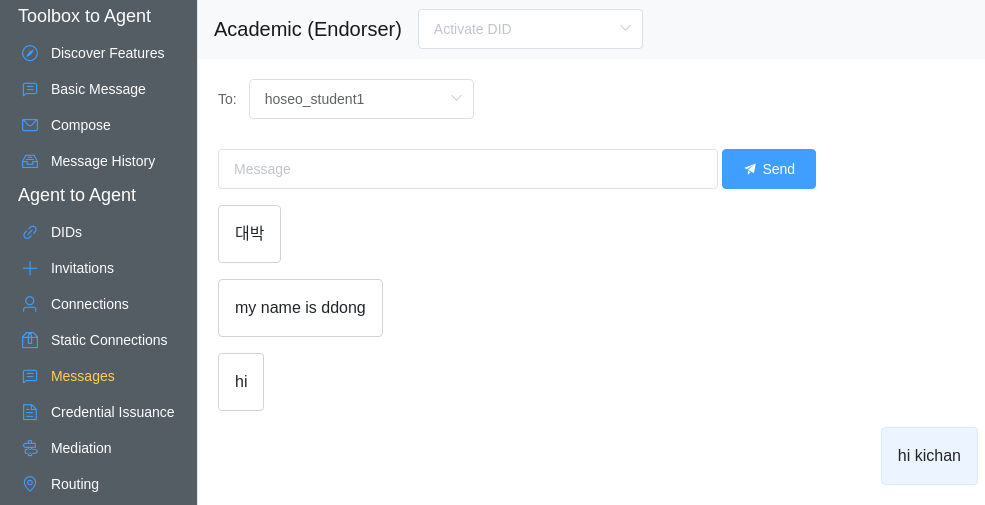 Toolbox to Agent
Discover Features
Basic Message
Compose
Message History
Agent to Agent
DIDs
Invitations
Connections
Static Connections
Messages
Credential Issuance
Mediation
Routing
Academic (Endorser)
Activate DID
To:
hoseo_student1
Message
Send
대박
my name is ddong
hi
hi kichan